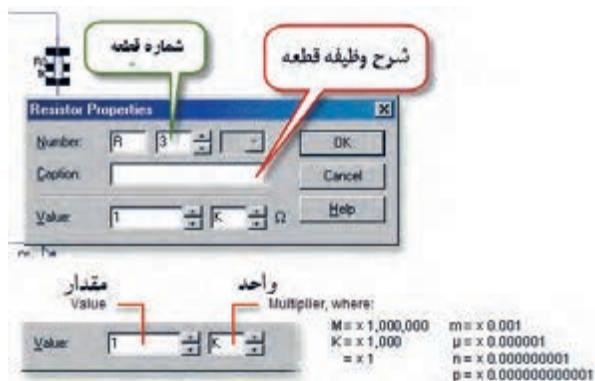 شماره قطعه
شرح وظیفه قطعه
Resistor Properties
Number: R 3 OK
Caption: Cancel
Value: 1 K Ω Help
مقدار واحد
Value Multiplier, where:
Value: 1 K
M = x 1,000,000 m = x 0.001
K = x 1,000 µ = x 0.000001
= x 1 n = x 0.000000001
p = x 0.000000000001